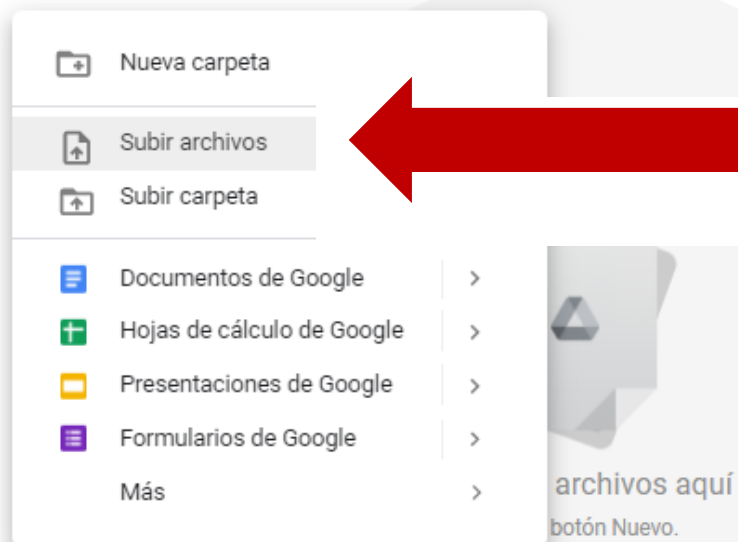 Nueva carpeta
Subir archivos
Subir carpeta
Documentos de Google
Hojas de cálculo de Google
Presentaciones de Google
Formularios de Google
Más
archivos aquí
botón Nuevo.